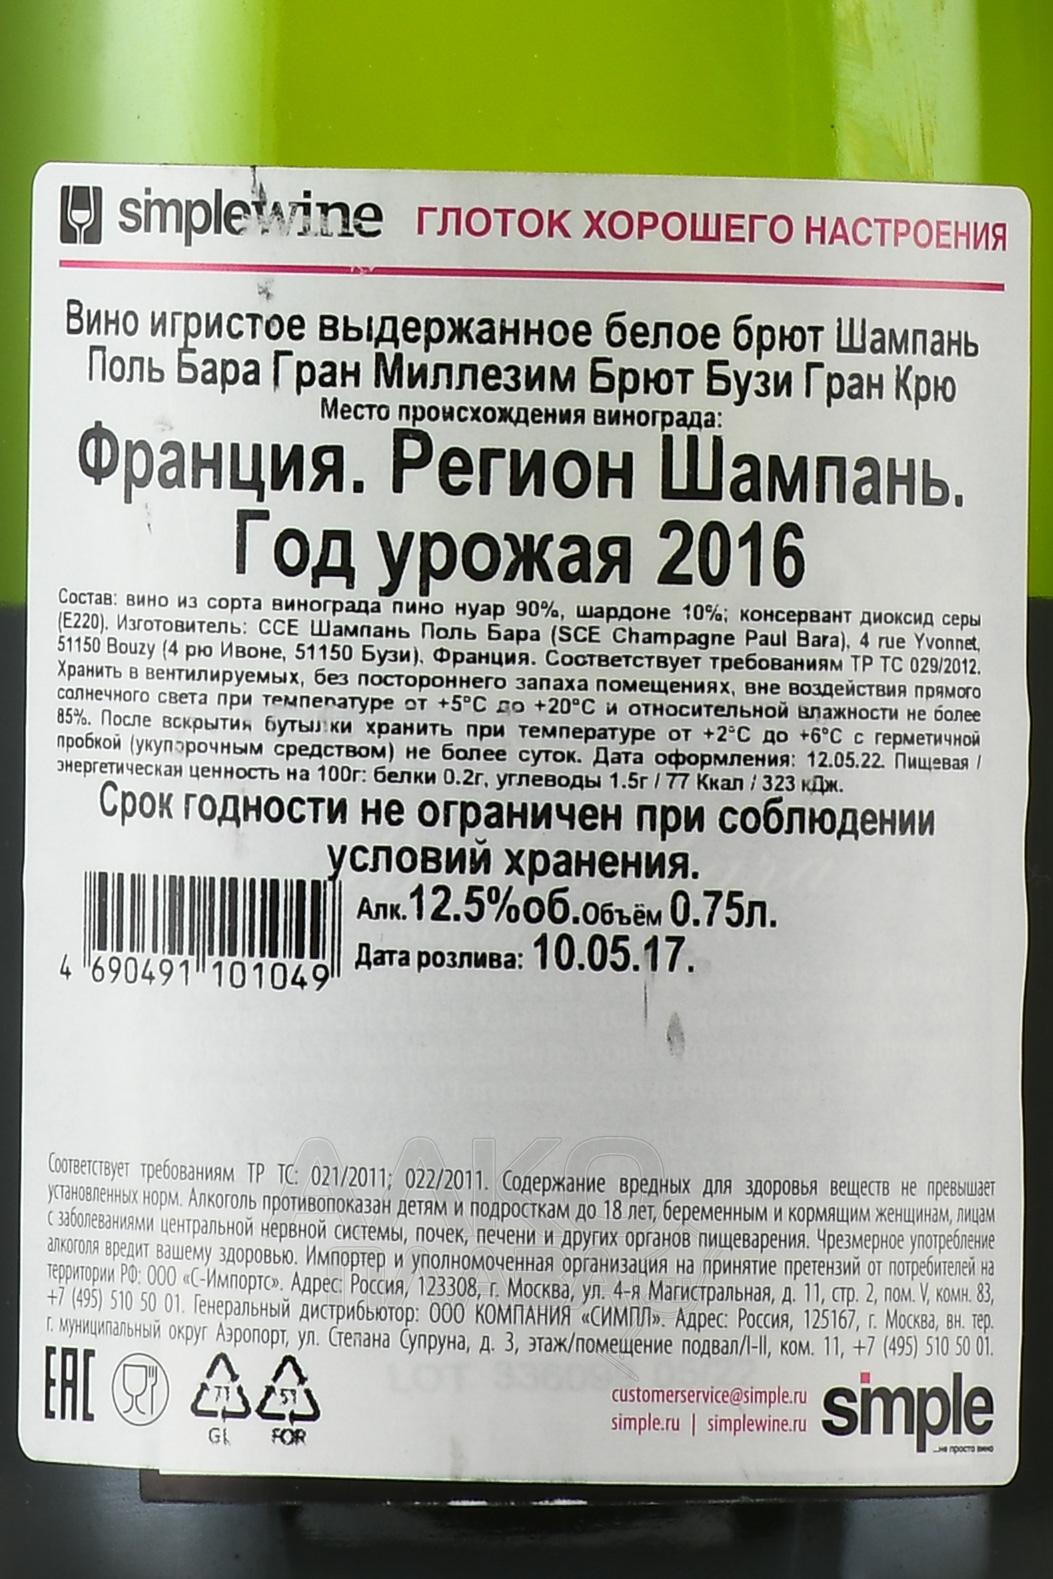 simplewine ГЛОТОК ХОРОШЕГО НАСТРОЕНИЯ
Вино игристое выдержанное белое брют Шампань
Поль Бара Гран Миллезим Брют Бузи Гран Крю
Место происхождения винограда:
Франция. Регион Шампань.
Год урожая 2016
Состав: вино из сорта винограда пино нуар 90%, шардоне 10%; консервант диоксид серы
(Е220). Изготовитель: ССЕ Шампань Поль Бара (SCE Champagne Paul Bara), 4 rue Yvonnet,
51150 Bouzy (4 рю Ивоне, 51150 Бузи), Франция. Соответствует требованиям ТР ТС 029/2012.
Хранить в вентилируемых, без постороннего запаха помещениях, вне воздействия прямого
солнечного света при температуре от +5°С до +20°С и относительной влажности не более
85%. После вскрытия бутылки хранить при температуре от +2°С до +6°С с герметичной
пробкой (укупорочным средством) не более суток. Дата оформления: 12.05.22. Пищевая /
энергетическая ценность на 100г: белки 0.2г, углеводы 1.5г / 77 Ккал / 323 кДж.
Срок годности не ограничен при соблюдении
условий хранения.
Алк.12.5%об.Объём 0.75л.
Дата розлива: 10.05.17.
4 690491 101049
Соответствует требованиям ТР ТС: 021/2011; 022/2011. Содержание вредных для здоровья веществ не превышает
установленных норм. Алкоголь противопоказан детям и подросткам до 18 лет, беременным и кормящим женщинам, лицам
с заболеваниями центральной нервной системы, почек, печени и других органов пищеварения. Чрезмерное употребление
алкоголя вредит вашему здоровью. Импортер и уполномоченная организация на принятие претензий от потребителей на
территории РФ: ООО «С-Импортс». Адрес: Россия, 123308, г. Москва, ул. 4-я Магистральная, д. 11, стр. 2, пом. V, комн. 83,
+7 (495) 510 50 01. Генеральный дистрибьютор: ООО КОМПАНИЯ «СИМПЛ». Адрес: Россия, 125167, г. Москва, вн. тер.
г. муниципальный округ Аэропорт, ул. Степана Супруна, д. 3, этаж/помещение подвал/I-II, ком. 11, +7 (495) 510 50 01.
EAC 71 GL 51 FOR
customerservice@simple.ru
simple.ru | simplewine.ru
simple
...не просто вино